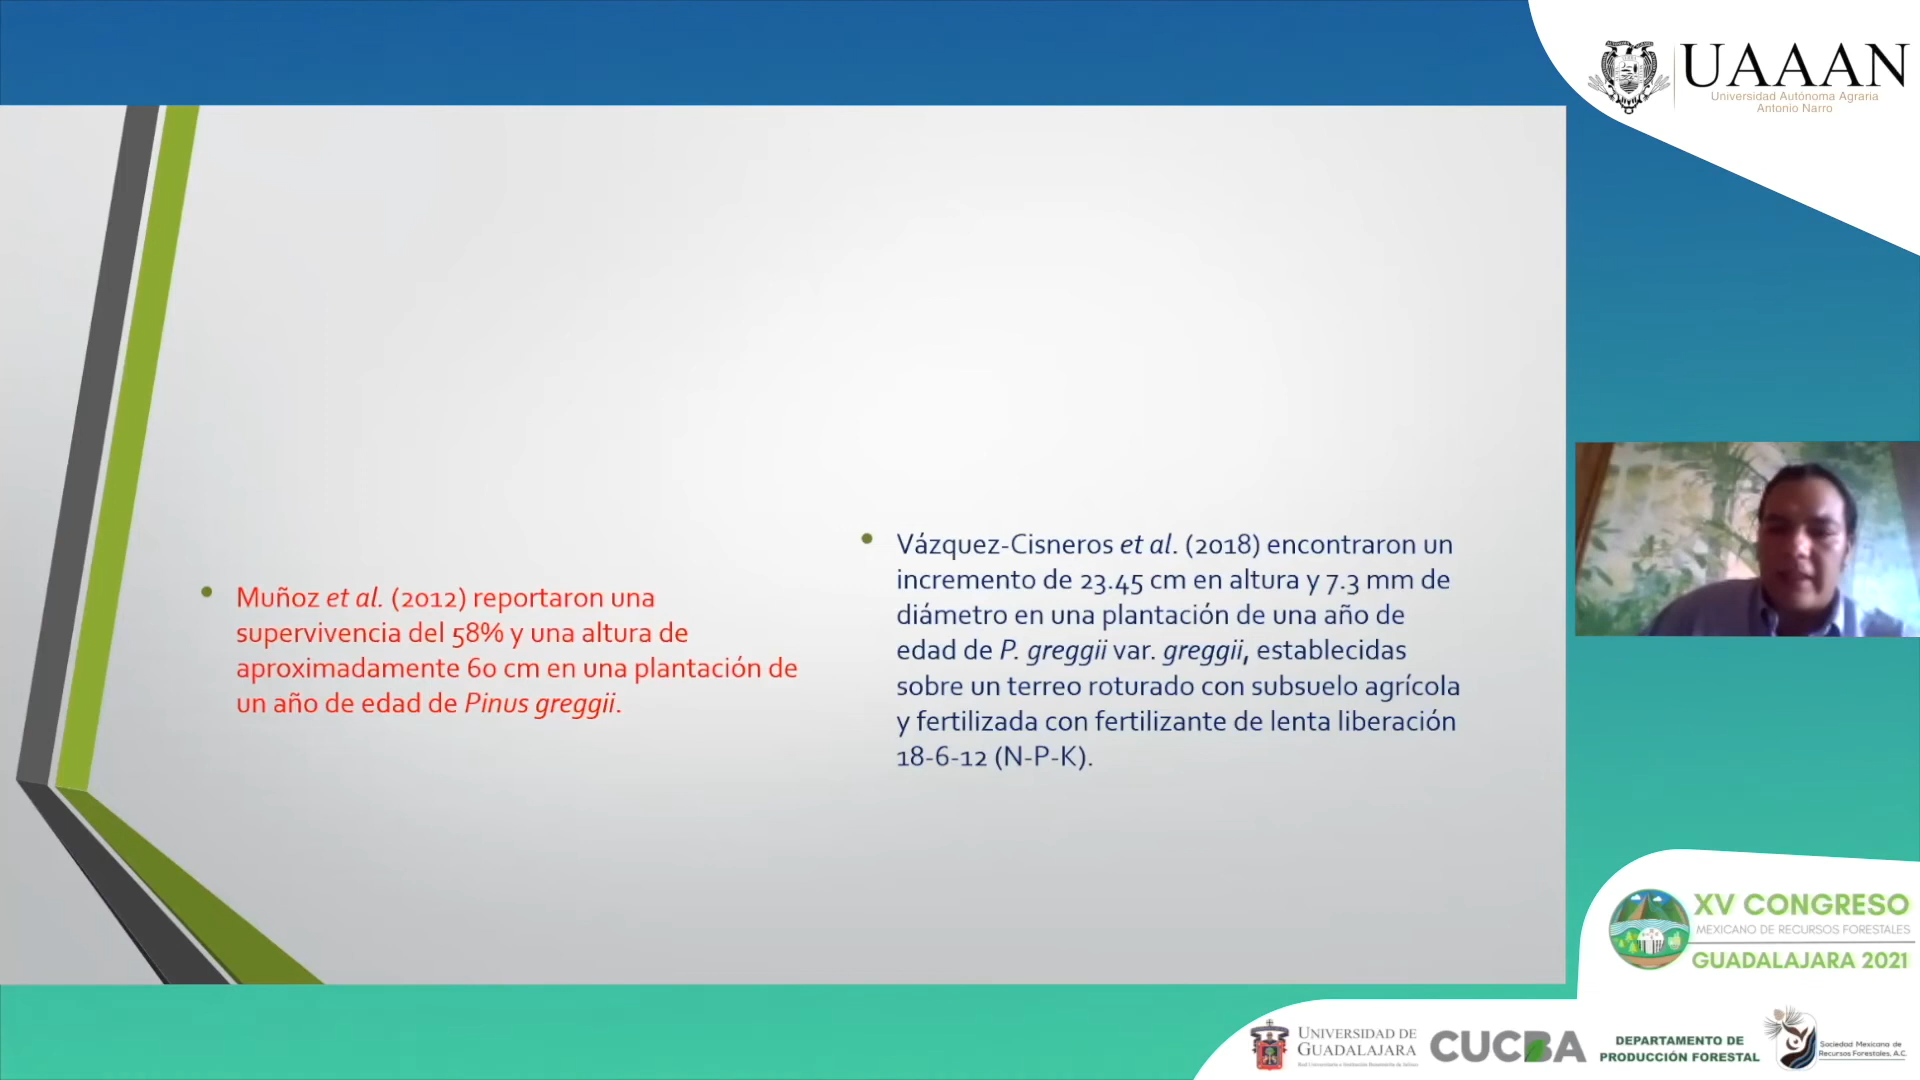 UAAAN
Universidad Autónoma Agraria
Antonio Narro
• Muñoz et al. (2012) reportaron una
supervivencia del 58% y una altura de
aproximadamente 60 cm en una plantación de
un año de edad de Pinus greggii.
• Vázquez-Cisneros et al. (2018) encontraron un
incremento de 23.45 cm en altura y 7.3 mm de
diámetro en una plantación de una año de
edad de P. greggii var. greggii, establecidas
sobre un terreo roturado con subsuelo agrícola
y fertilizada con fertilizante de lenta liberación
18-6-12 (N-P-K).
XV CONGRESO
MEXICANO DE RECURSOS FORESTALES
GUADALAJARA 2021
UNIVERSIDAD DE
GUADALAJARA
CUCBA
DEPARTAMENTO DE
PRODUCCIÓN FORESTAL
Sociedad Mexicana de
Recursos Forestales, A.C.